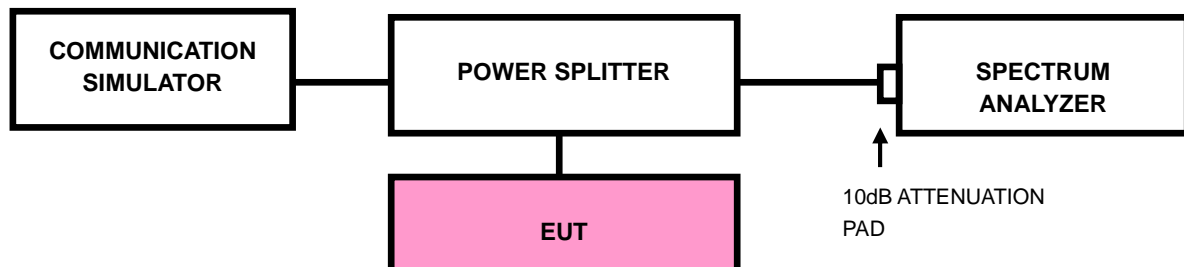 COMMUNICATION
SIMULATOR
POWER SPLITTER
SPECTRUM
ANALYZER
10dB ATTENUATION
PAD
EUT